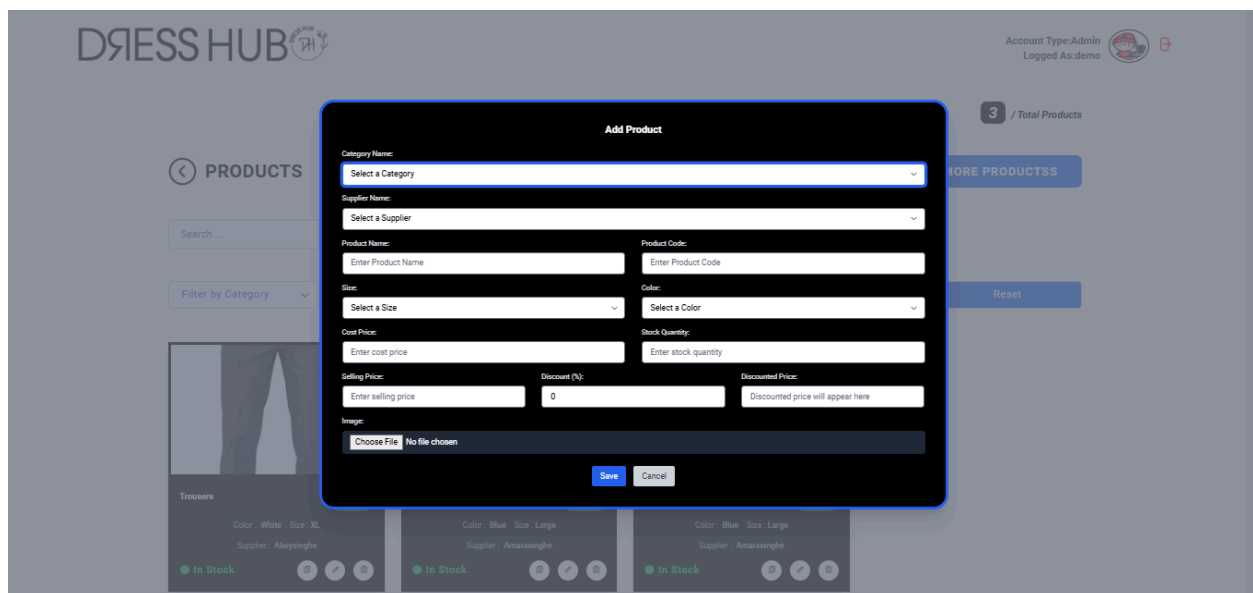 DRESS HUB
Account Type:Admin
Logged As:demo
3 / Total Products
PRODUCTS
MORE PRODUCTSS
Search ...
Filter by Category
Reset
Add Product
Category Name:
Select a Category
Supplier Name:
Select a Supplier
Product Name: Product Code:
Enter Product Name Enter Product Code
Size: Color:
Select a Size Select a Color
Cost Price: Stock Quantity:
Enter cost price Enter stock quantity
Selling Price: Discount (%): Discounted Price:
Enter selling price 0 Discounted price will appear here
Image:
Choose File No file chosen
Save Cancel
Trousers
Color : White Size : XL Color : Blue Size : Large Color : Blue Size : Large
Supplier : Abeysinghe Supplier : Amarasinghe Supplier : Amarasinghe
In Stock In Stock In Stock